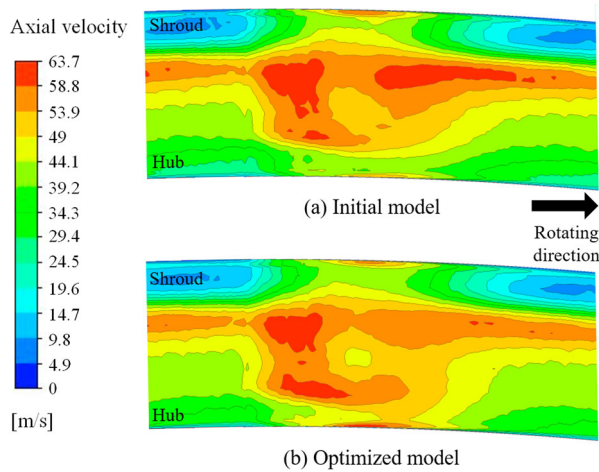 Axial velocity
63.7
58.8
53.9
49
44.1
39.2
34.3
29.4
24.5
19.6
14.7
9.8
4.9
0
[m/s]
Shroud
Hub
(a) Initial model
Rotating
direction
Shroud
Hub
(b) Optimized model